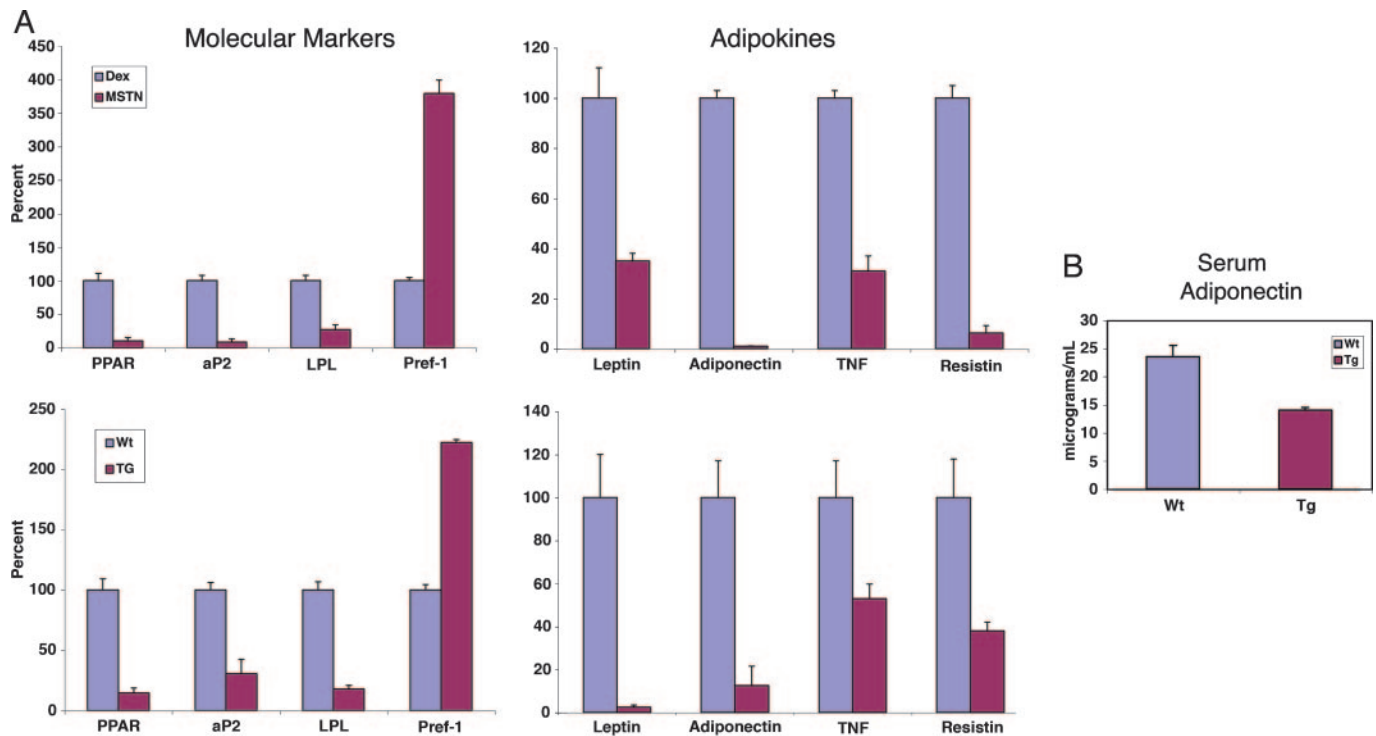 A
Molecular Markers
450
400
350
300
250
200
150
100
50
0
Percent
Dex
MSTN
PPAR aP2 LPL Pref-1
Adipokines
120
100
80
60
40
20
0
Leptin Adiponectin TNF Resistin
250
200
150
100
50
0
Percent
Wt
TG
PPAR aP2 LPL Pref-1
140
120
100
80
60
40
20
0
Leptin Adiponectin TNF Resistin
B
Serum
Adiponectin
30
25
20
15
10
5
0
micrograms/mL
Wt
Tg
Wt Tg